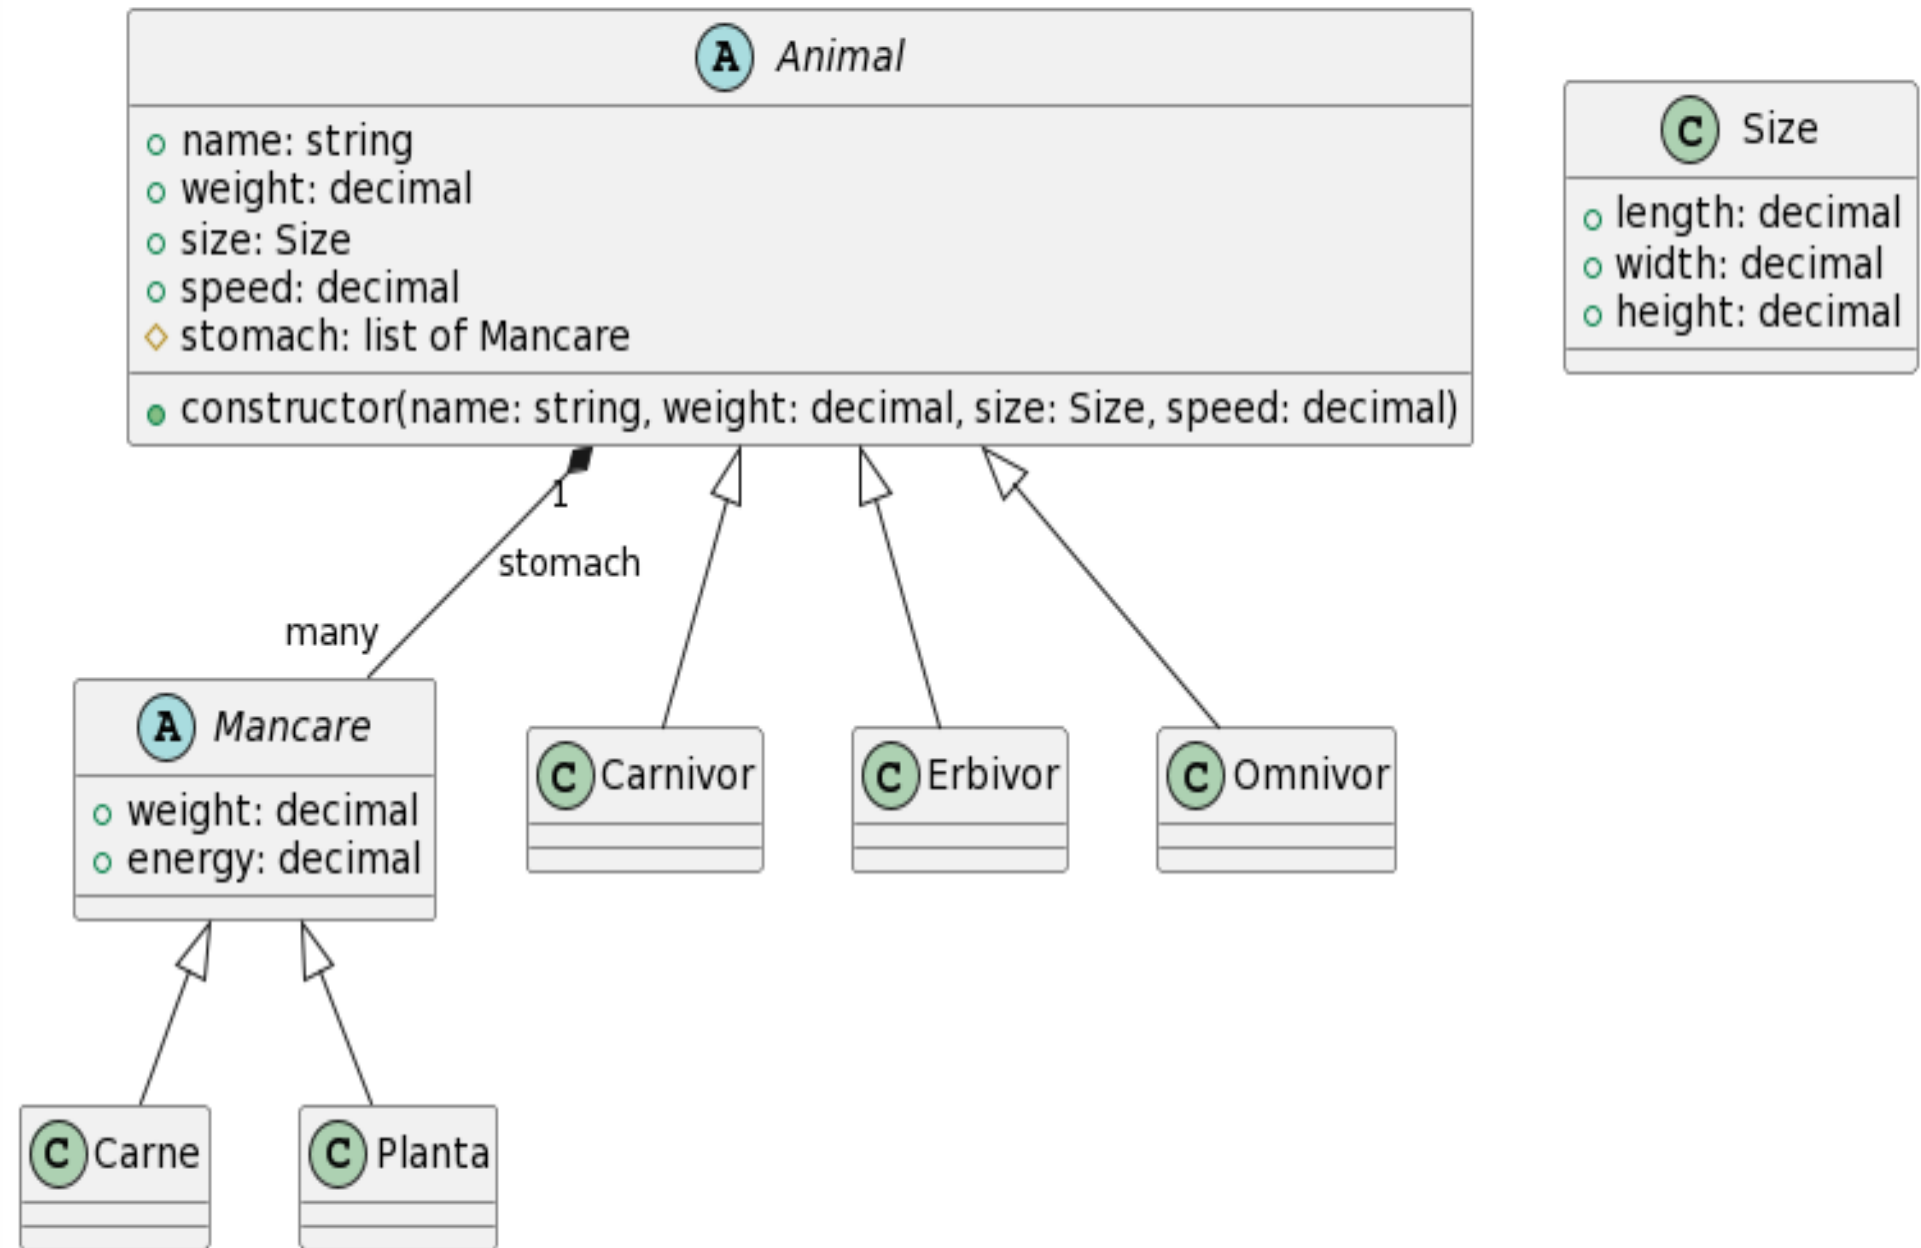 A Animal
name: string
weight: decimal
size: Size
speed: decimal
stomach: list of Mancare
constructor(name: string, weight: decimal, size: Size, speed: decimal)
C Size
length: decimal
width: decimal
height: decimal
1
stomach
many
A Mancare
weight: decimal
energy: decimal
C Carnivor
C Erbivor
C Omnivor
C Carne
C Planta